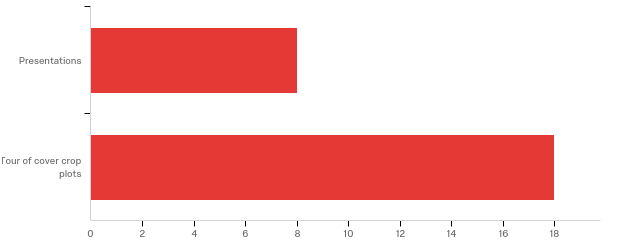 Presentations
Tour of cover crop
plots
0 2 4 6 8 10 12 14 16 18